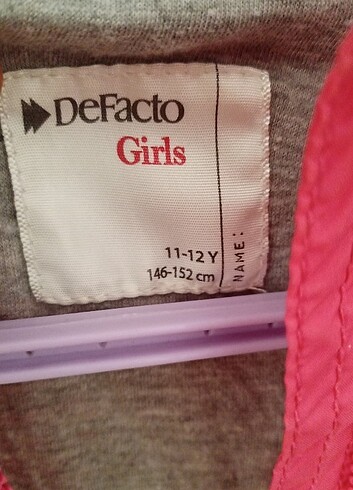 DeFacto
Girls
11-12 Y
146-152 cm
NAME: